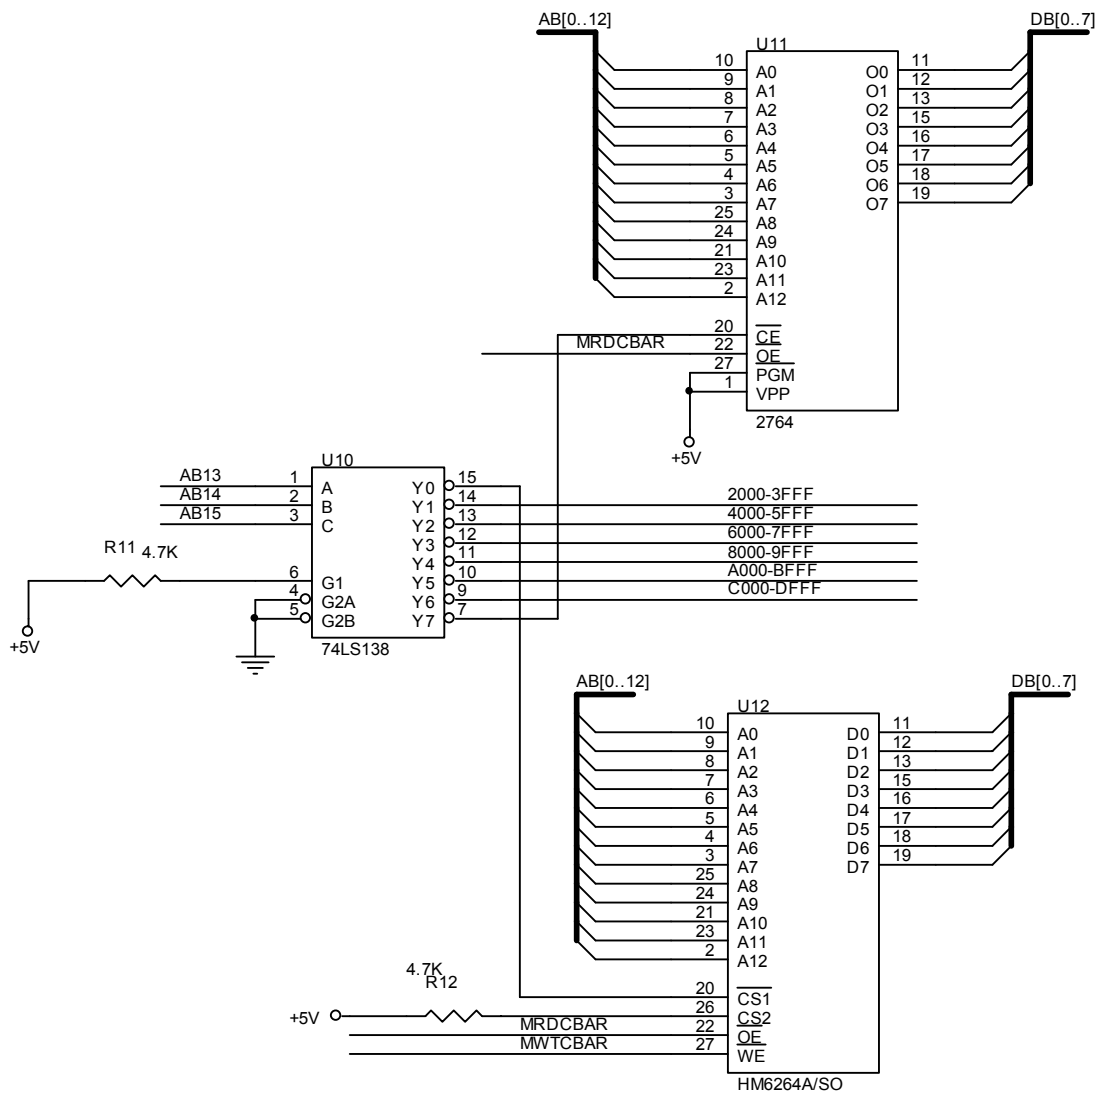 AB[0..12] DB[0..7]
U11
10 A0 O0 11
9 A1 O1 12
8 A2 O2 13
7 A3 O3 15
6 A4 O4 16
5 A5 O5 17
4 A6 O6 18
3 A7 O7 19
25 A8
24 A9
21 A10
23 A11
2 A12
20 CE
MRDCBAR 22 OE
27 PGM
1 VPP
2764
+5V
U10
AB13 1 A Y0 15
AB14 2 B Y1 14 2000-3FFF
AB15 3 C Y2 13 4000-5FFF
Y3 12 6000-7FFF
R11 4.7K Y4 11 8000-9FFF
6 G1 Y5 10 A000-BFFF
4 G2A Y6 9 C000-DFFF
5 G2B Y7 7
+5V
74LS138
AB[0..12] DB[0..7]
U12
10 A0 D0 11
9 A1 D1 12
8 A2 D2 13
7 A3 D3 15
6 A4 D4 16
5 A5 D5 17
4 A6 D6 18
3 A7 D7 19
25 A8
24 A9
21 A10
23 A11
2 A12
4.7K
R12
20 CS1
+5V 26 CS2
MRDCBAR 22 OE
MWTCBAR 27 WE
HM6264A/SO